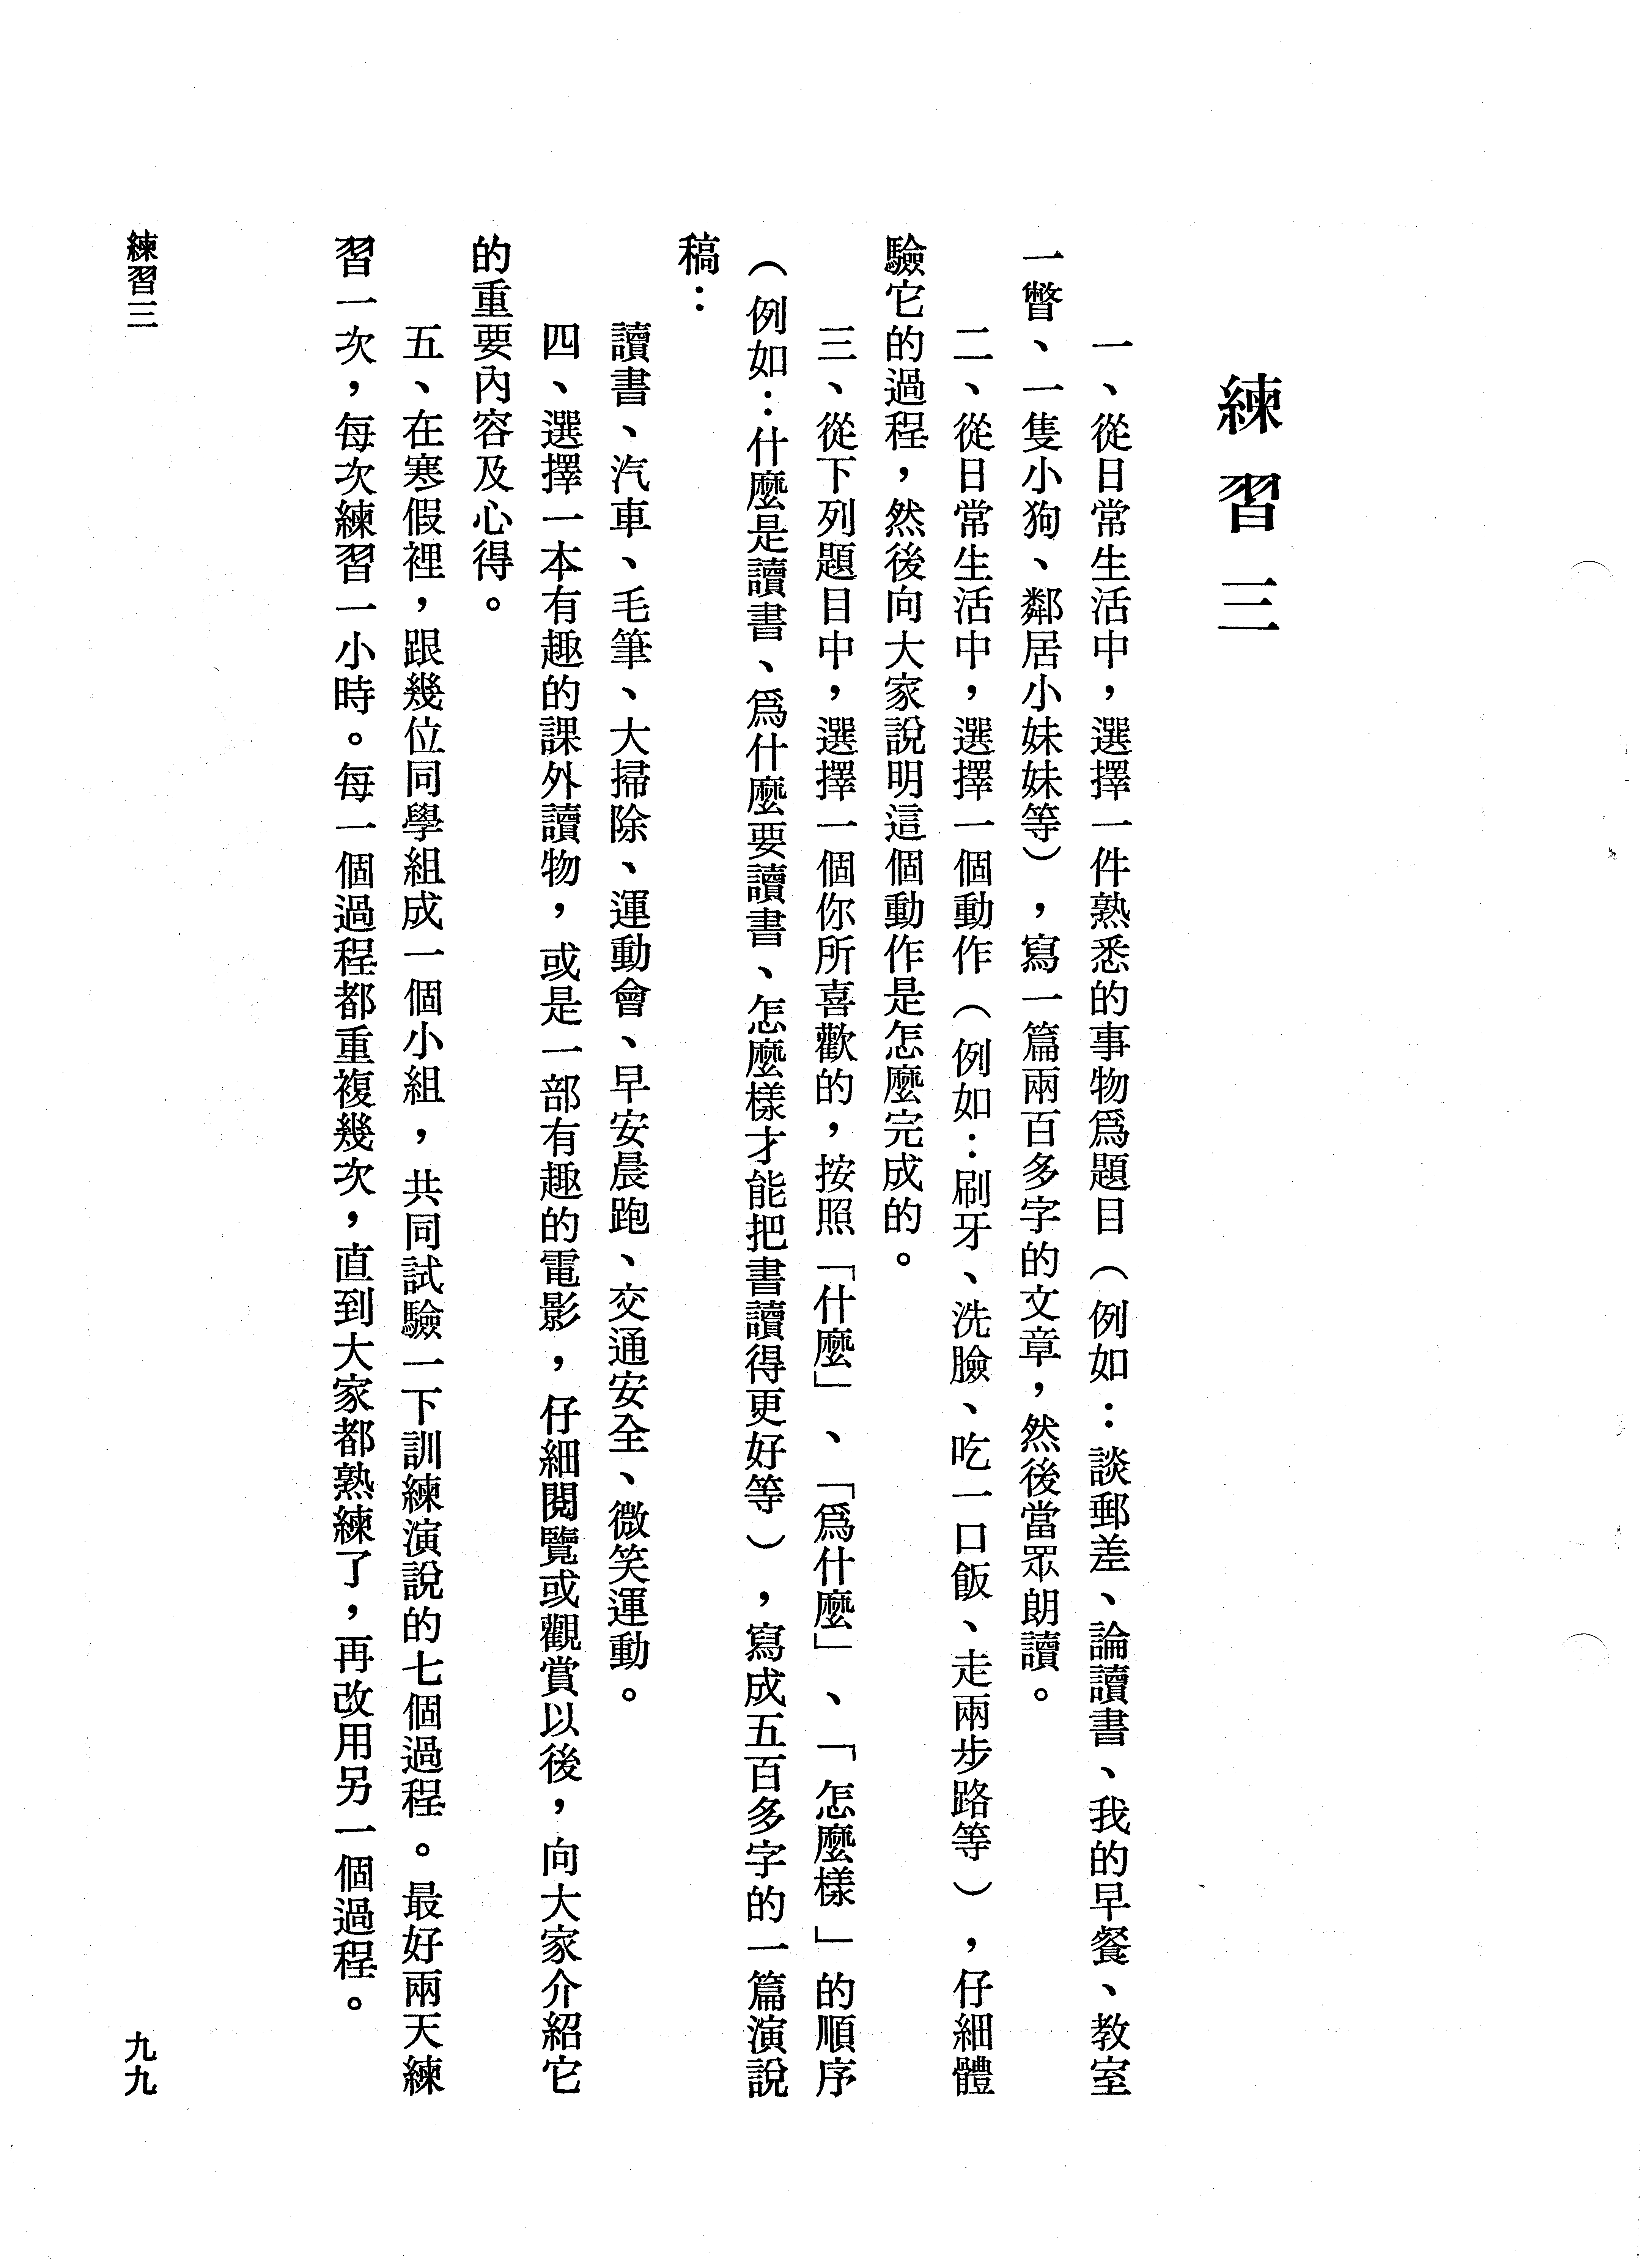 練習三
一、從日常生活中，選擇一件熟悉的事物爲題目（例如：談郵差、論讀書、我的早餐、教室
一瞥、一隻小狗、鄰居小妹妹等），寫一篇兩百多字的文章，然後當眾朗讀。
二、從日常生活中，選擇一個動作（例如：刷牙、洗臉、吃一口飯、走兩步路等），仔細體
驗它的過程，然後向大家說明這個動作是怎麼完成的。
三、從下列題目中，選擇一個你所喜歡的，按照「什麼」、「爲什麼」、「怎麼樣」的順序
（例如：什麼是讀書、爲什麼要讀書、怎麼樣才能把書讀得更好等），寫成五百多字的一篇演說
稿：
讀書、汽車、毛筆、大掃除、運動會、早安晨跑、交通安全、微笑運動。
四、選擇一本有趣的課外讀物，或是一部有趣的電影，仔細閱覽或觀賞以後，向大家介紹它
的重要內容及心得。
五、在寒假裡，跟幾位同學組成一個小組，共同試驗一下訓練演說的七個過程。最好兩天練
習一次，每次練習一小時。每一個過程都重複幾次，直到大家都熟練了，再改用另一個過程。
練習三
九九